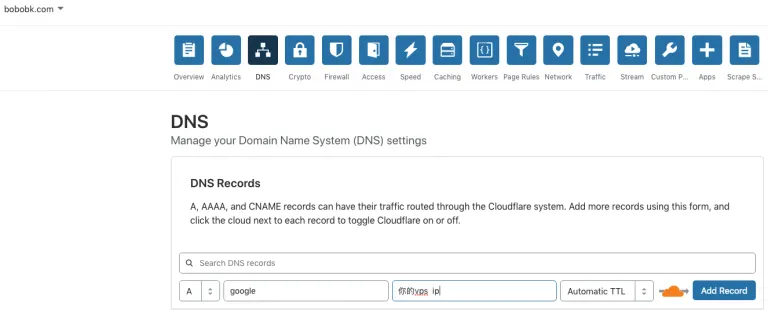 bobobk.com
Overview Analytics DNS Crypto Firewall Access Speed Caching Workers Page Rules Network Traffic Stream Custom P... Apps Scrape S...
DNS
Manage your Domain Name System (DNS) settings
DNS Records
A, AAAA, and CNAME records can have their traffic routed through the Cloudflare system. Add more records using this form, and
click the cloud next to each record to toggle Cloudflare on or off.
Search DNS records
A google 你的vps ip Automatic TTL Add Record